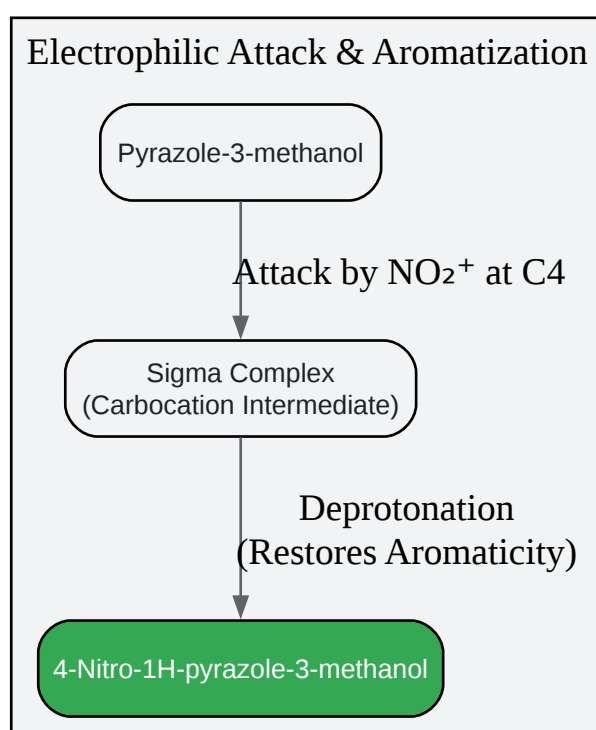 Electrophilic Attack & Aromatization
Pyrazole-3-methanol
Attack by NO₂⁺ at C4
Sigma Complex
(Carbocation Intermediate)
Deprotonation
(Restores Aromaticity)
4-Nitro-1H-pyrazole-3-methanol